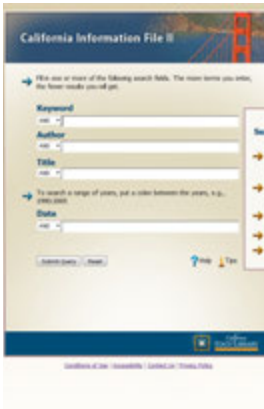 California Information File II
Fill in one or more of the following search fields. The more terms you enter,
the fewer results you will get.
Keyword
AND
Author
AND
Title
AND
To search a range of years, put a colon between the years, e.g.,
Date
AND
Submit Query Reset
Help Tips
California
STATE LIBRARY
Conditions of Use | Accessibility | Contact Us | Privacy Policy